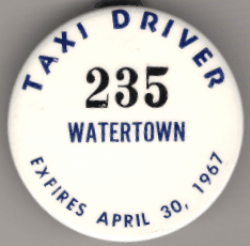 TAXI DRIVER
235
WATERTOWN
EXPIRES APRIL 30, 1967